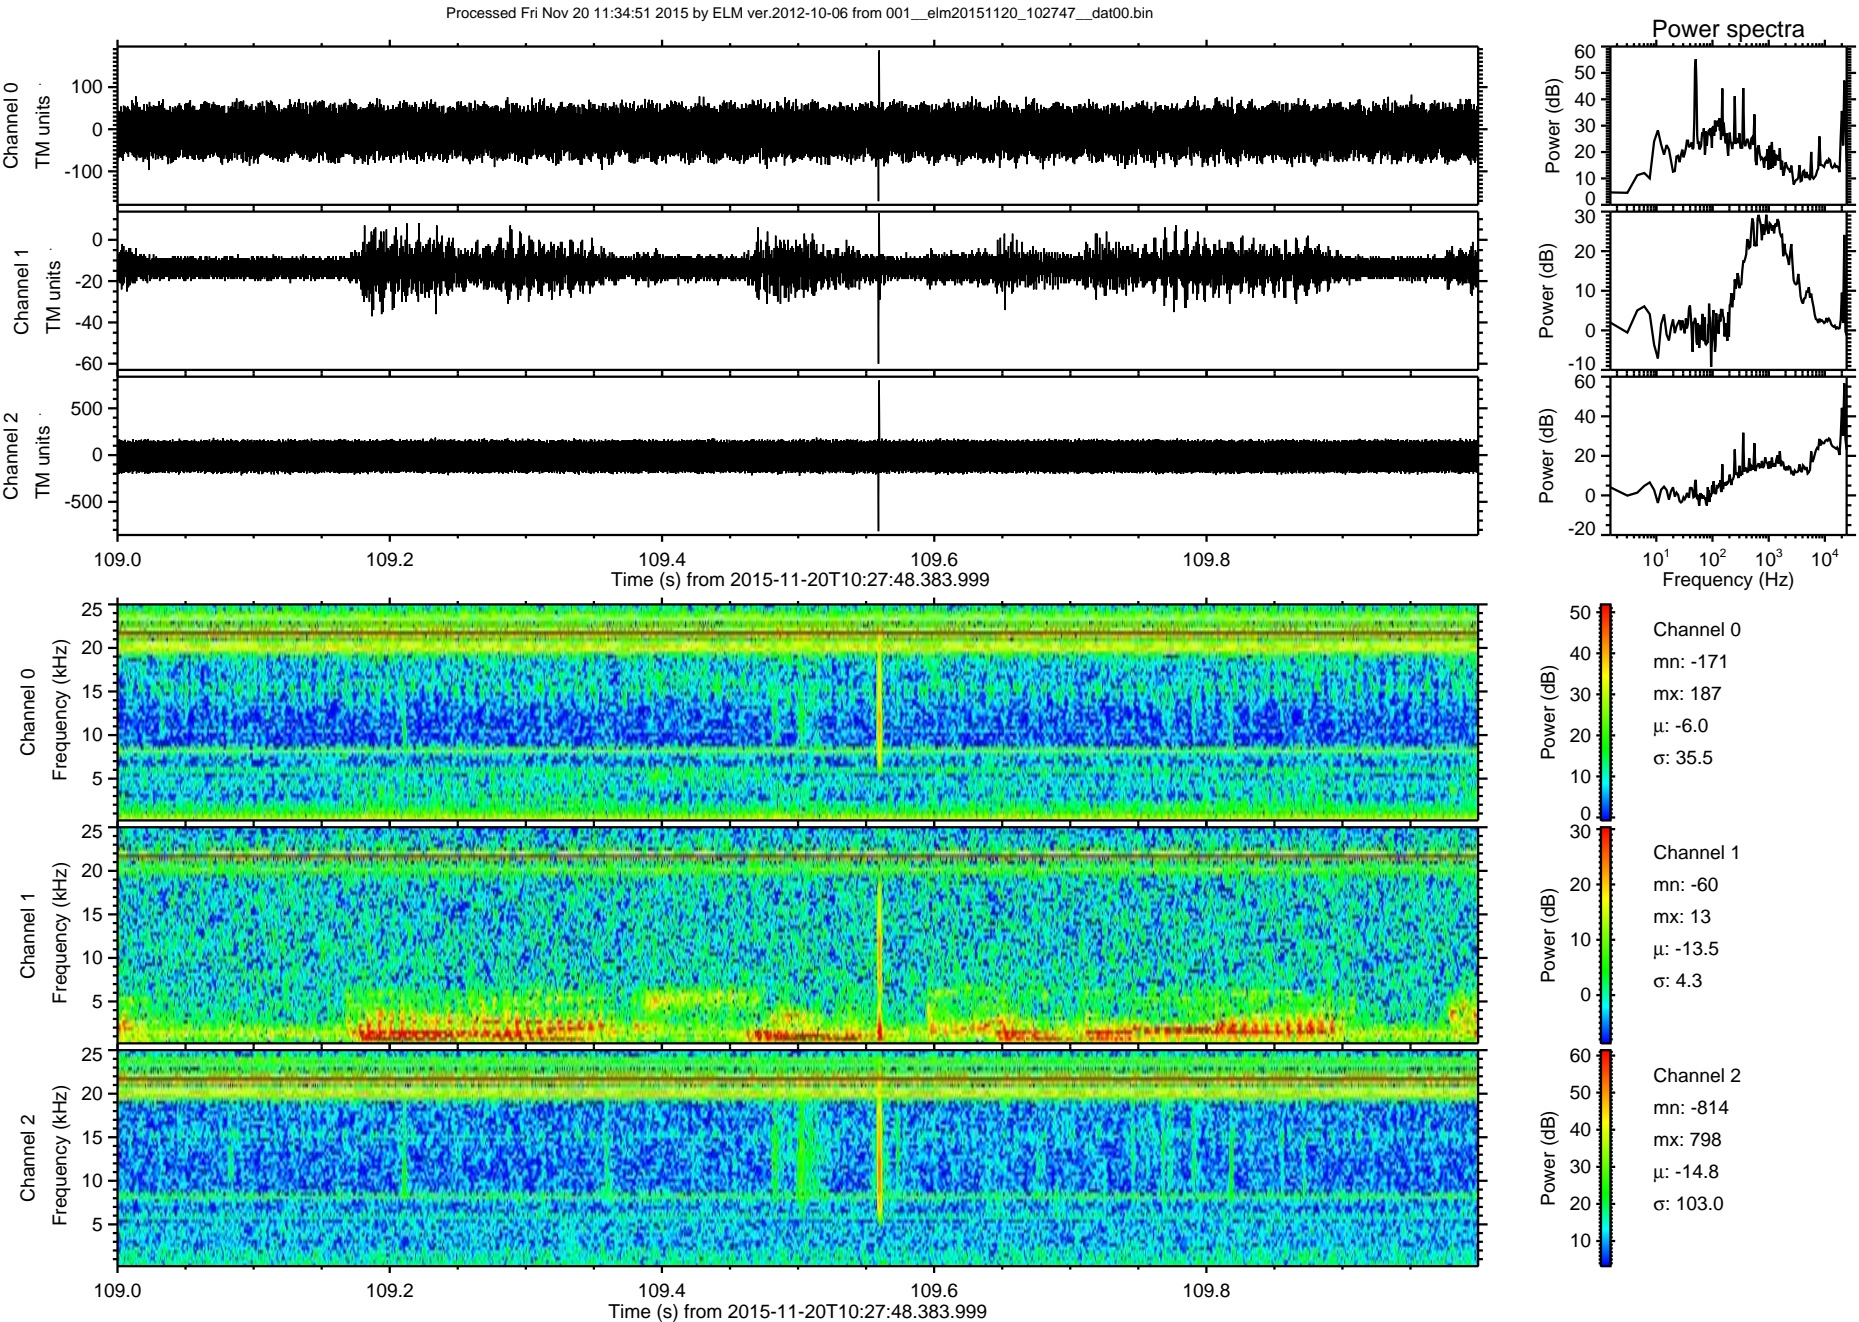 Processed Fri Nov 20 11:34:51 2015 by ELM ver.2012-10-06 from 001__elm20151120_102747__dat00.bin
Power spectra
Channel 0
TM units
100
0
-100
Power (dB)
60
50
40
30
20
10
0
Channel 1
TM units
0
-20
-40
-60
Power (dB)
30
20
10
0
-10
Channel 2
TM units
500
0
-500
Power (dB)
60
40
20
0
-20
109.0 109.2 109.4 109.6 109.8
Time (s) from 2015-11-20T10:27:48.383.999
10¹ 10² 10³ 10⁴
Frequency (Hz)
Channel 0
Frequency (kHz)
25
20
15
10
5
Power (dB)
50
40
30
20
10
0
Channel 0
mn: -171
mx: 187
µ: -6.0
σ: 35.5
Channel 1
Frequency (kHz)
25
20
15
10
5
Power (dB)
30
20
10
0
Channel 1
mn: -60
mx: 13
µ: -13.5
σ: 4.3
Channel 2
Frequency (kHz)
25
20
15
10
5
Power (dB)
60
50
40
30
20
10
Channel 2
mn: -814
mx: 798
µ: -14.8
σ: 103.0
109.0 109.2 109.4 109.6 109.8
Time (s) from 2015-11-20T10:27:48.383.999